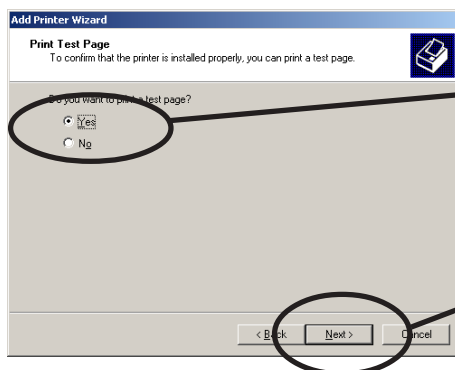 Add Printer Wizard
Print Test Page
To confirm that the printer is installed properly, you can print a test page.
Do you want to print a test page?
Yes
No
< Back
Next >
Cancel